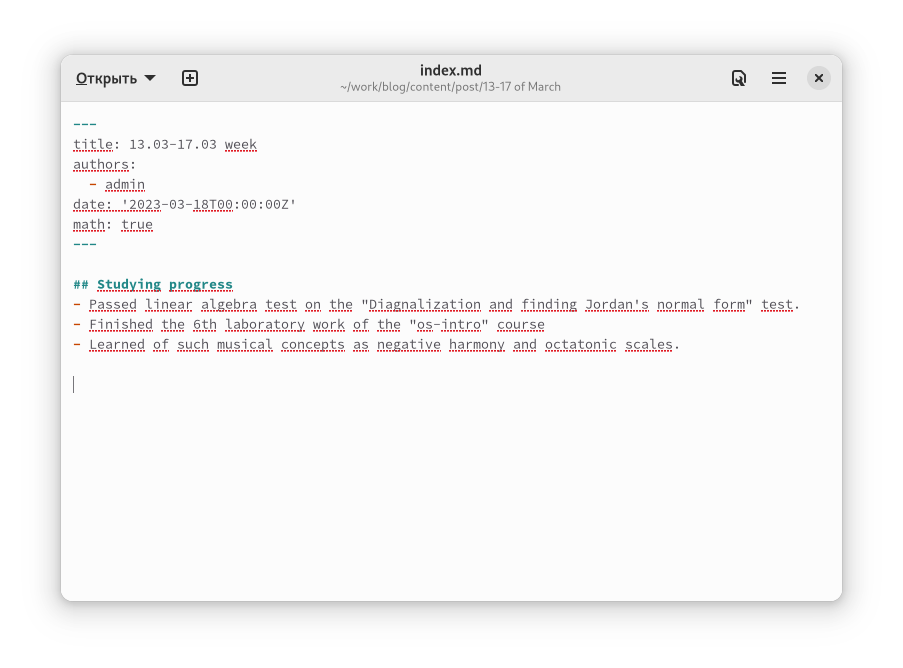 Открыть
index.md
~/work/blog/content/post/13-17 of March
---
title: 13.03-17.03 week
authors:
  - admin
date: '2023-03-18T00:00:00Z'
math: true
---
## Studying progress
- Passed linear algebra test on the "Diagnalization and finding Jordan's normal form" test.
- Finished the 6th laboratory work of the "os-intro" course
- Learned of such musical concepts as negative harmony and octatonic scales.